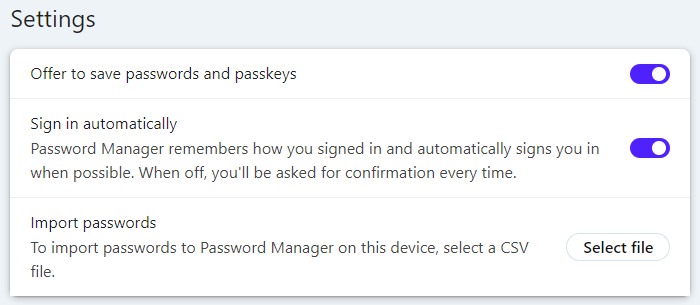 Settings
Offer to save passwords and passkeys
Sign in automatically
Password Manager remembers how you signed in and automatically signs you in
when possible. When off, you'll be asked for confirmation every time.
Import passwords
To import passwords to Password Manager on this device, select a CSV
file.
Select file